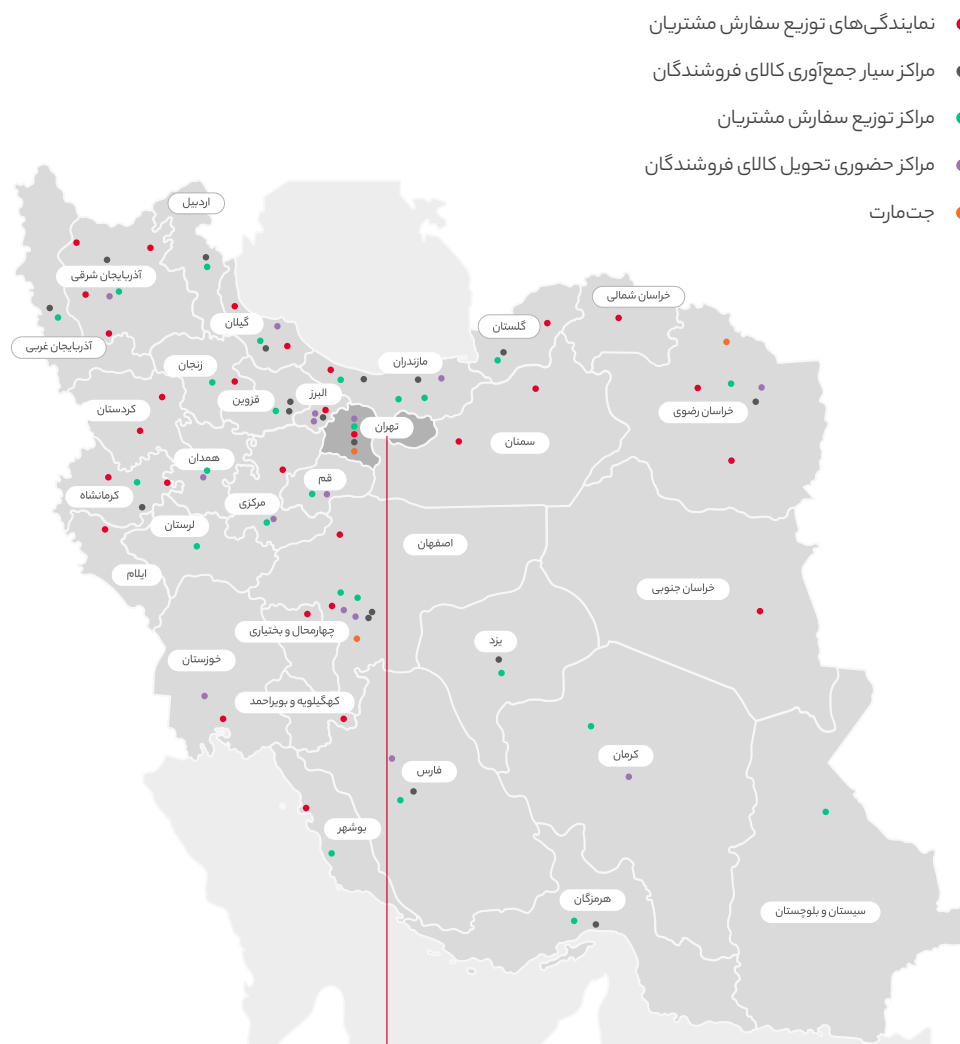 نمایندگی‌های توزیع سفارش مشتریان
مراکز سیار جمع‌آوری کالای فروشندگان
مراکز توزیع سفارش مشتریان
مراکز حضوری تحویل کالای فروشندگان
جت‌مارت
اردبیل
آذربایجان شرقی
خراسان شمالی
گیلان
گلستان
آذربایجان غربی
زنجان
مازندران
البرز
قزوین
کردستان
خراسان رضوی
تهران
سمنان
همدان
قم
کرمانشاه
مرکزی
لرستان
اصفهان
ایلام
خراسان جنوبی
چهارمحال و بختیاری
یزد
خوزستان
کهگیلویه و بویراحمد
کرمان
فارس
بوشهر
هرمزگان
سیستان و بلوچستان